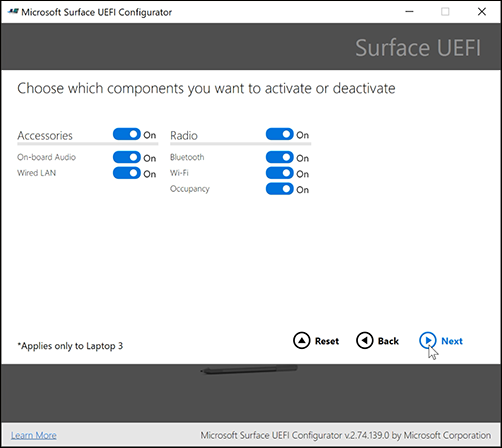 Microsoft Surface UEFI Configurator
Surface UEFI
Choose which components you want to activate or deactivate
Accessories On Radio On
On-board Audio On Bluetooth On
Wired LAN On Wi-Fi On
Occupancy On
*Applies only to Laptop 3
Reset Back Next
Learn More Microsoft Surface UEFI Configurator v.2.74.139.0 by Microsoft Corporation